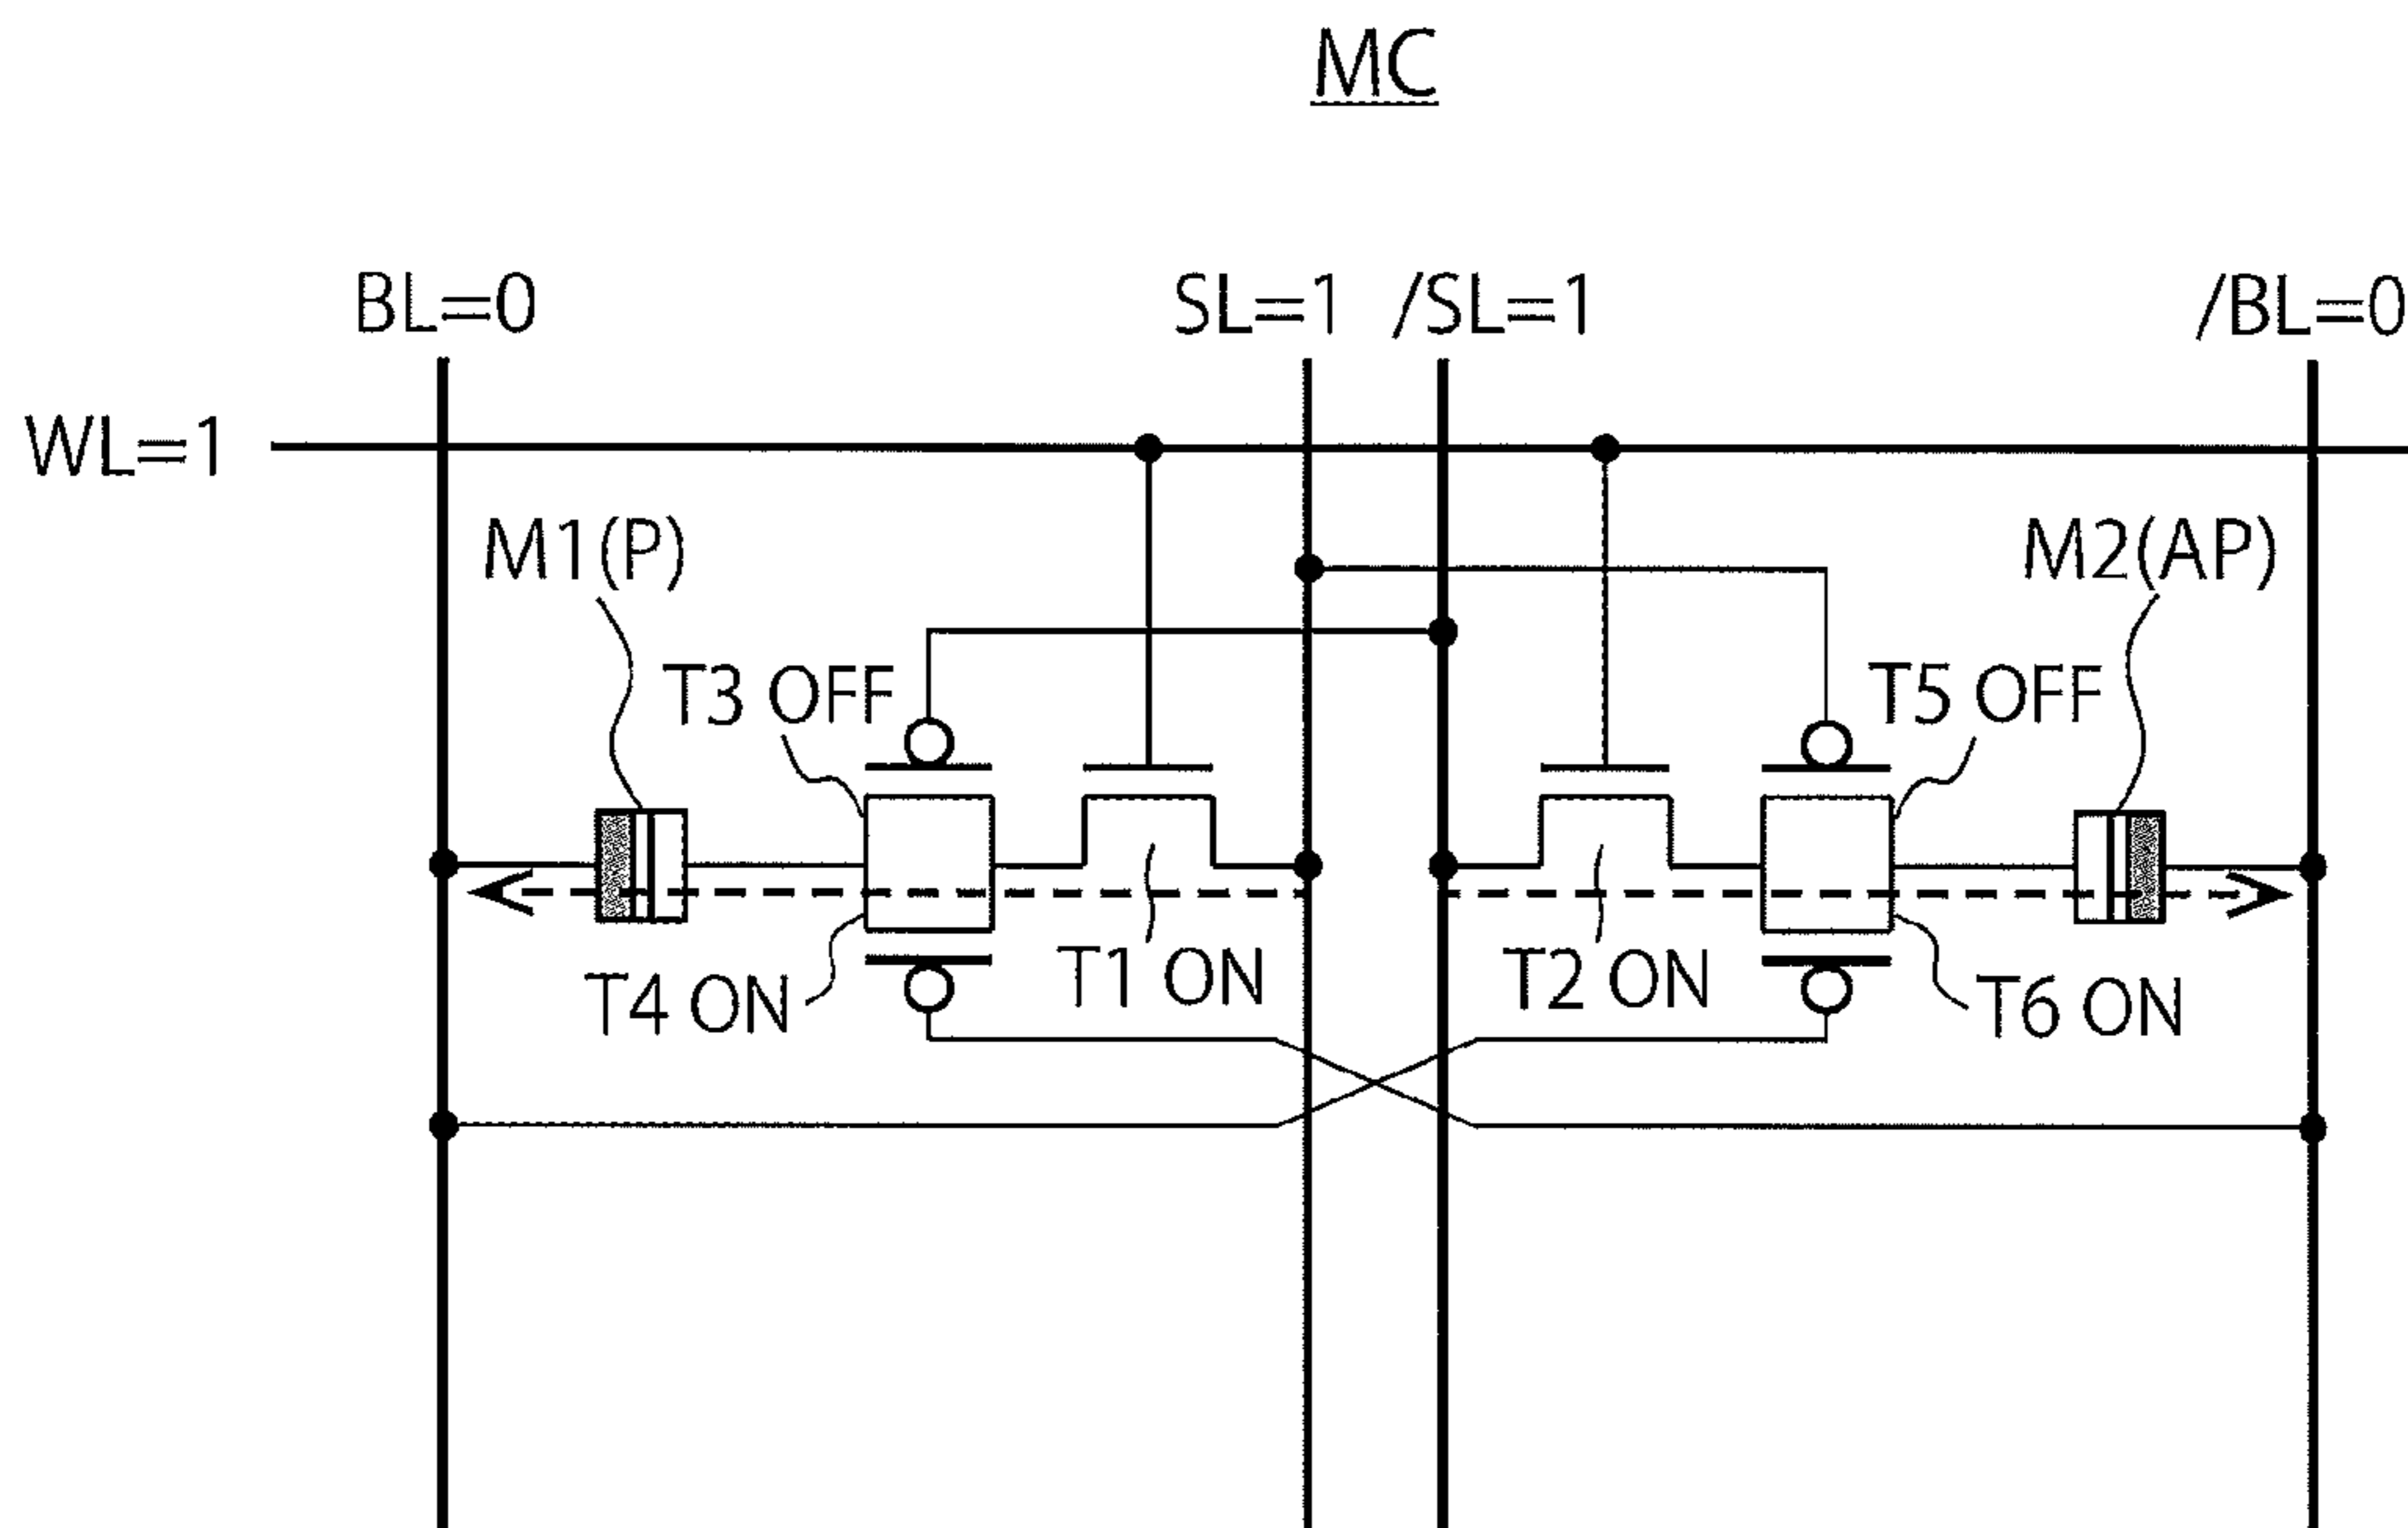 MC
BL=0
SL=1
/SL=1
/BL=0
WL=1
M1(P)
M2(AP)
T3 OFF
T5 OFF
T4 ON
T1 ON
T2 ON
T6 ON